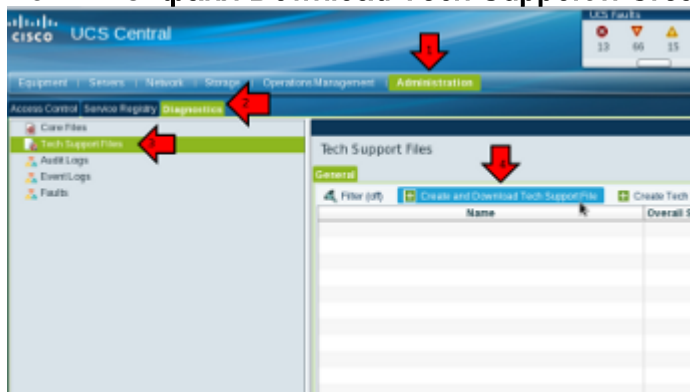 UCS Central
CISCO
UCS Faults
13 66 15
Equipment | Servers | Network | Storage | Operations Management | Administration
Access Control Service Registry Diagnostics
Core Files
Tech Support Files
Audit Logs
Event Logs
Faults
1
2
3
4
Tech Support Files
General
Filter (off) Create and Download Tech Support File Create Tech
Name Overall S